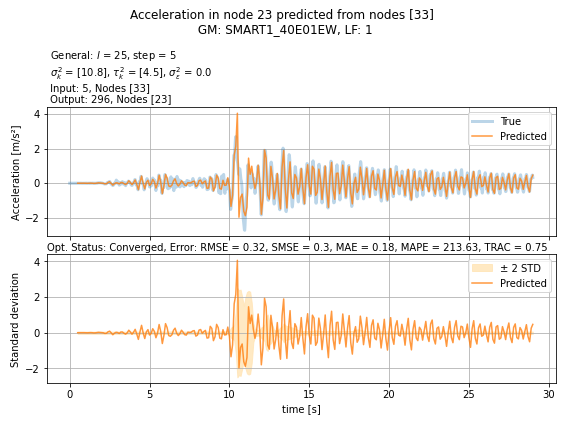 Acceleration in node 23 predicted from nodes [33]
GM: SMART1_40E01EW, LF: 1
General: l = 25, step = 5
σ²ₖ = [10.8], τ²ₖ = [4.5], σ²ε = 0.0
Input: 5, Nodes [33]
Output: 296, Nodes [23]
Acceleration [m/s²]
4
2
0
−2
True
Predicted
Opt. Status: Converged, Error: RMSE = 0.32, SMSE = 0.3, MAE = 0.18, MAPE = 213.63, TRAC = 0.75
Standard deviation
4
2
0
−2
± 2 STD
Predicted
0 5 10 15 20 25 30
time [s]